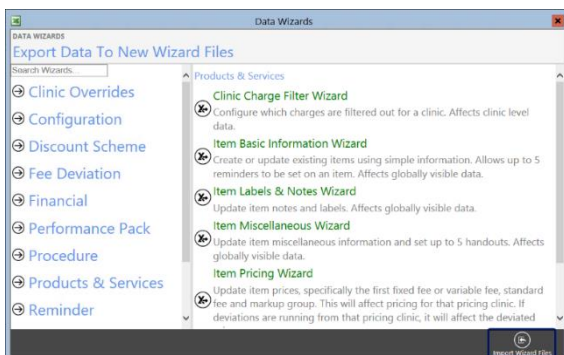 Data Wizards
DATA WIZARDS
Export Data To New Wizard Files
Search Wizards...
Clinic Overrides
Configuration
Discount Scheme
Fee Deviation
Financial
Performance Pack
Procedure
Products & Services
Reminder
Products & Services
Clinic Charge Filter Wizard
Configure which charges are filtered out for a clinic. Affects clinic level
data.
Item Basic Information Wizard
Create or update existing items using simple information. Allows up to 5
reminders to be set on an item. Affects globally visible data.
Item Labels & Notes Wizard
Update item notes and labels. Affects globally visible data.
Item Miscellaneous Wizard
Update item miscellaneous information and set up to 5 handouts. Affects
globally visible data.
Item Pricing Wizard
Update item prices, specifically the first fixed fee or variable fee, standard
fee and markup group. This will affect pricing for that pricing clinic. If
deviations are running from that pricing clinic, it will affect the deviated
Import Wizard Files